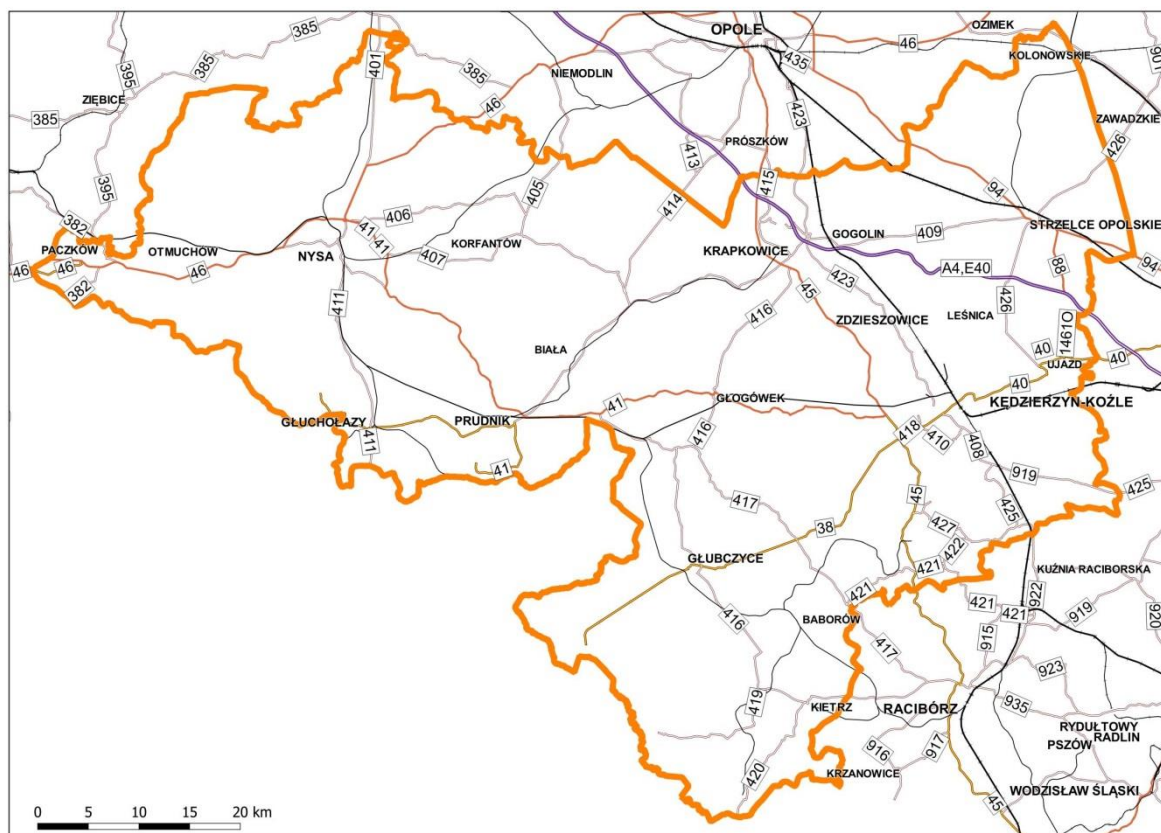 OPOLE
OZIMEK
385
46
435
KOLONOWSKIE
395
385
401
385
NIEMODLIN
901
ZIĘBICE
46
423
ZAWADZKIE
385
PRÓSZKÓW
426
413
395
415
94
405
414
382
406
41
STRZELCE OPOLSKIE
PACZKÓW
OTMUCHÓW
41
KORFANTÓW
GOGOLIN
409
46
46
NYSA
407
KRAPKOWICE
88
94
46
A4,E40
382
423
411
45
426
416
ZDZIESZOWICE
LEŚNICA
1461O
BIAŁA
40
40
UJAZD
40
GŁOGÓWEK
KĘDZIERZYN-KOŹLE
41
GŁUCHOŁAZY
PRUDNIK
418
411
416
410
408
41
919
425
417
45
425
38
427
GŁUBCZYCE
422
421
KUŹNIA RACIBORSKA
421
922
416
BABORÓW
421
421
919
920
915
417
923
419
KIETRZ
RACIBÓRZ
935
RYDUŁTOWY
RADLIN
PSZÓW
916
917
420
KRZANOWICE
WODZISŁAW ŚLĄSKI
45
0 5 10 15 20 km